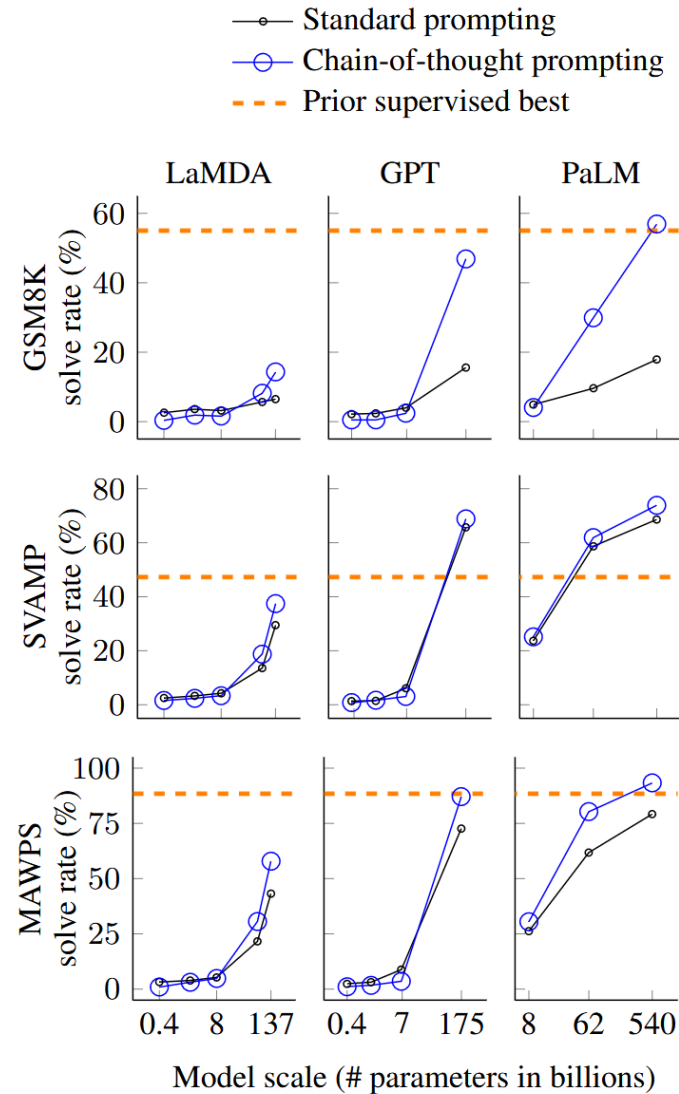 Standard prompting
Chain-of-thought prompting
Prior supervised best
LaMDA GPT PaLM
GSM8K
solve rate (%)
60
40
20
0
SVAMP
solve rate (%)
80
60
40
20
0
MAWPS
solve rate (%)
100
75
50
25
0
0.4 8 137 0.4 7 175 8 62 540
Model scale (# parameters in billions)